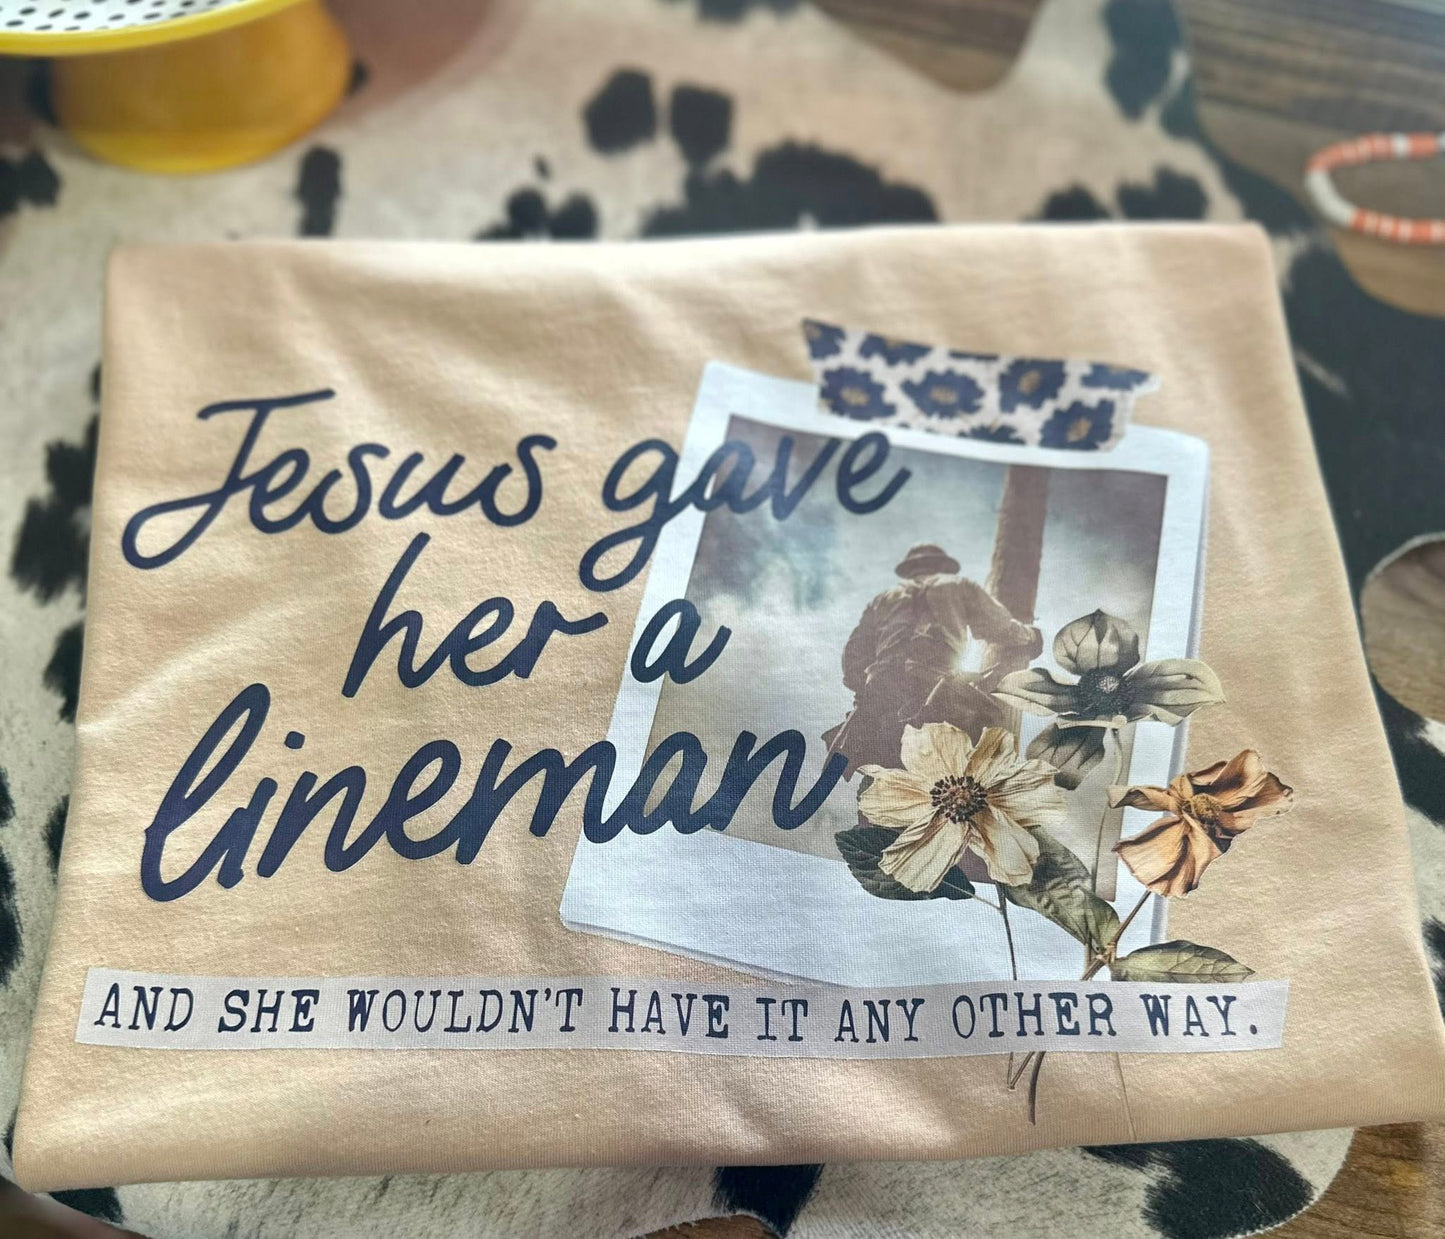 Jesus gave
her a
lineman
AND SHE WOULDN'T HAVE IT ANY OTHER WAY.